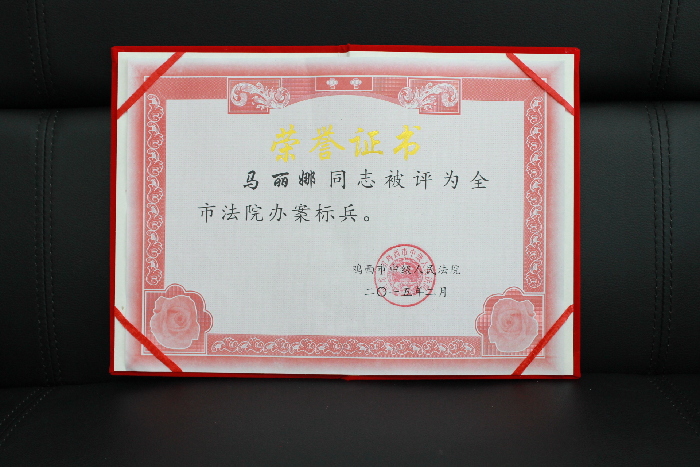 荣誉证书
马丽娜同志被评为全
市法院办案标兵。
鸡西市中级人民法院
二〇一五年二月